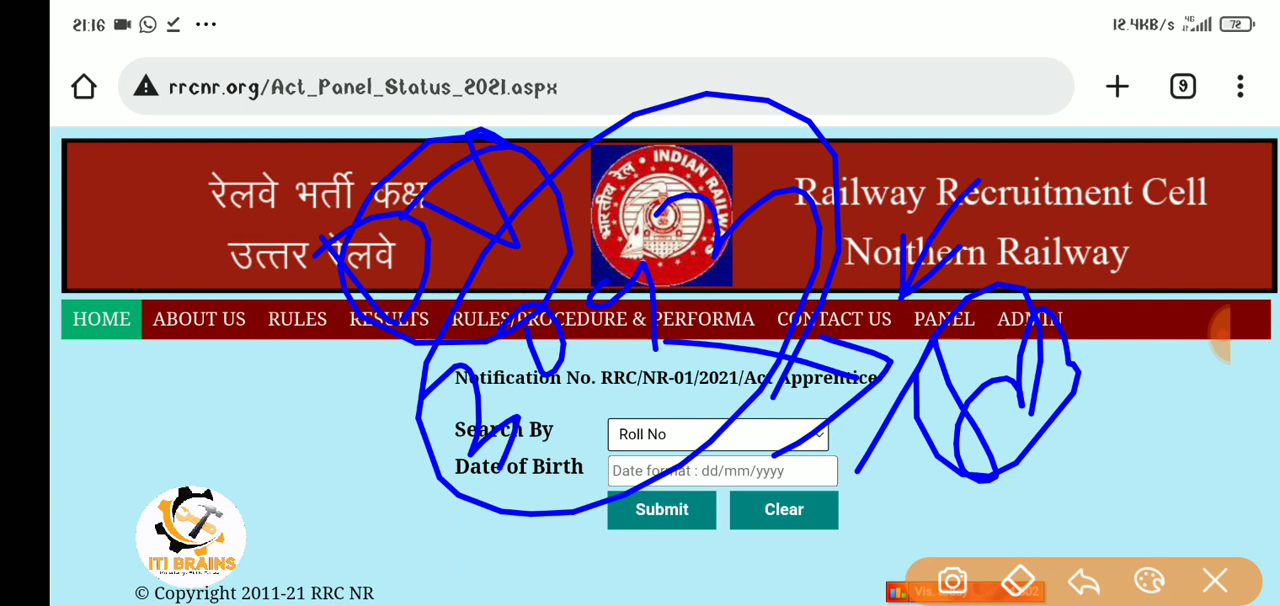 21:16 12.4KB/s 4G 72
rrcnr.org/Act_Panel_Status_2021.aspx 9
रेलवे भर्ती कक्ष
उत्तर रेलवे
भारतीय रेल • INDIAN RAILWAY
Railway Recruitment Cell
Northern Railway
HOME ABOUT US RULES RESULTS RULES/PROCEDURE & PERFORMA CONTACT US PANEL ADMIN
Notification No. RRC/NR-01/2021/Act Apprentice
Search By Roll No
Date of Birth Date format : dd/mm/yyyy
Submit Clear
ITI BRAINS
© Copyright 2011-21 RRC NR